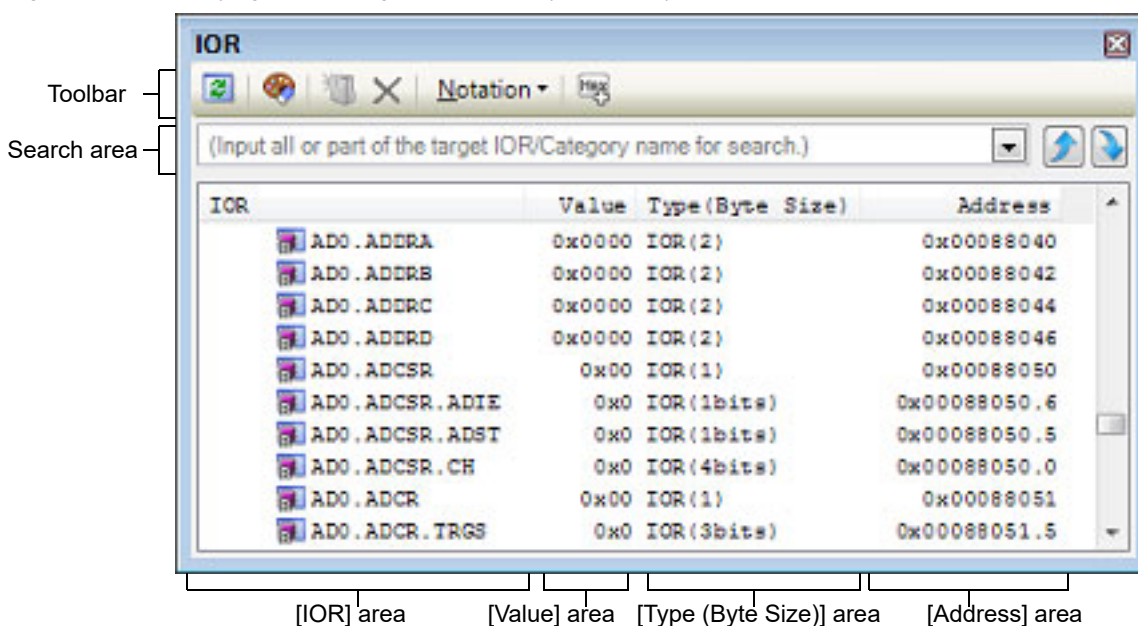 IOR
Toolbar
Notation
Hex
Search area
(Input all or part of the target IOR/Category name for search.)
IOR Value Type(Byte Size) Address
AD0.ADDRA 0x0000 IOR(2) 0x00088040
AD0.ADDRB 0x0000 IOR(2) 0x00088042
AD0.ADDRC 0x0000 IOR(2) 0x00088044
AD0.ADDRD 0x0000 IOR(2) 0x00088046
AD0.ADCSR 0x00 IOR(1) 0x00088050
AD0.ADCSR.ADIE 0x0 IOR(1bits) 0x00088050.6
AD0.ADCSR.ADST 0x0 IOR(1bits) 0x00088050.5
AD0.ADCSR.CH 0x0 IOR(4bits) 0x00088050.0
AD0.ADCR 0x00 IOR(1) 0x00088051
AD0.ADCR.TRGS 0x0 IOR(3bits) 0x00088051.5
[IOR] area [Value] area [Type (Byte Size)] area [Address] area